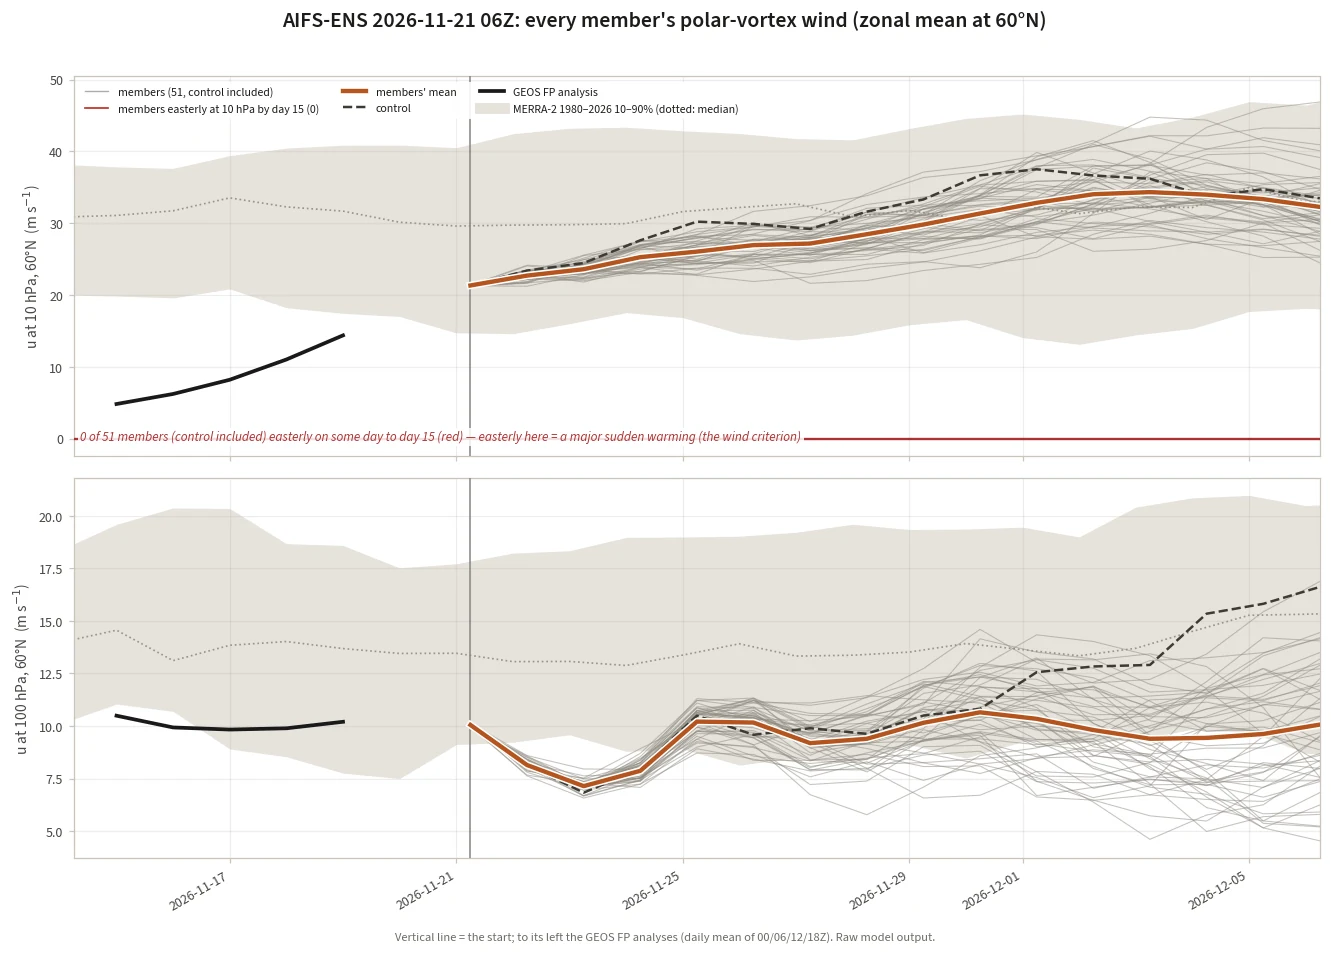 AIFS-ENS 2026-11-21 06Z: every member's polar-vortex wind (zonal mean at 60°N)
members (51, control included)
members easterly at 10 hPa by day 15 (0)
members' mean
control
GEOS FP analysis
MERRA-2 1980–2026 10–90% (dotted: median)
u at 10 hPa, 60°N (m s⁻¹)
50
40
30
20
10
0
0 of 51 members (control included) easterly on some day to day 15 (red) — easterly here = a major sudden warming (the wind criterion)
u at 100 hPa, 60°N (m s⁻¹)
20.0
17.5
15.0
12.5
10.0
7.5
5.0
2026-11-17
2026-11-21
2026-11-25
2026-11-29
2026-12-01
2026-12-05
Vertical line = the start; to its left the GEOS FP analyses (daily mean of 00/06/12/18Z). Raw model output.